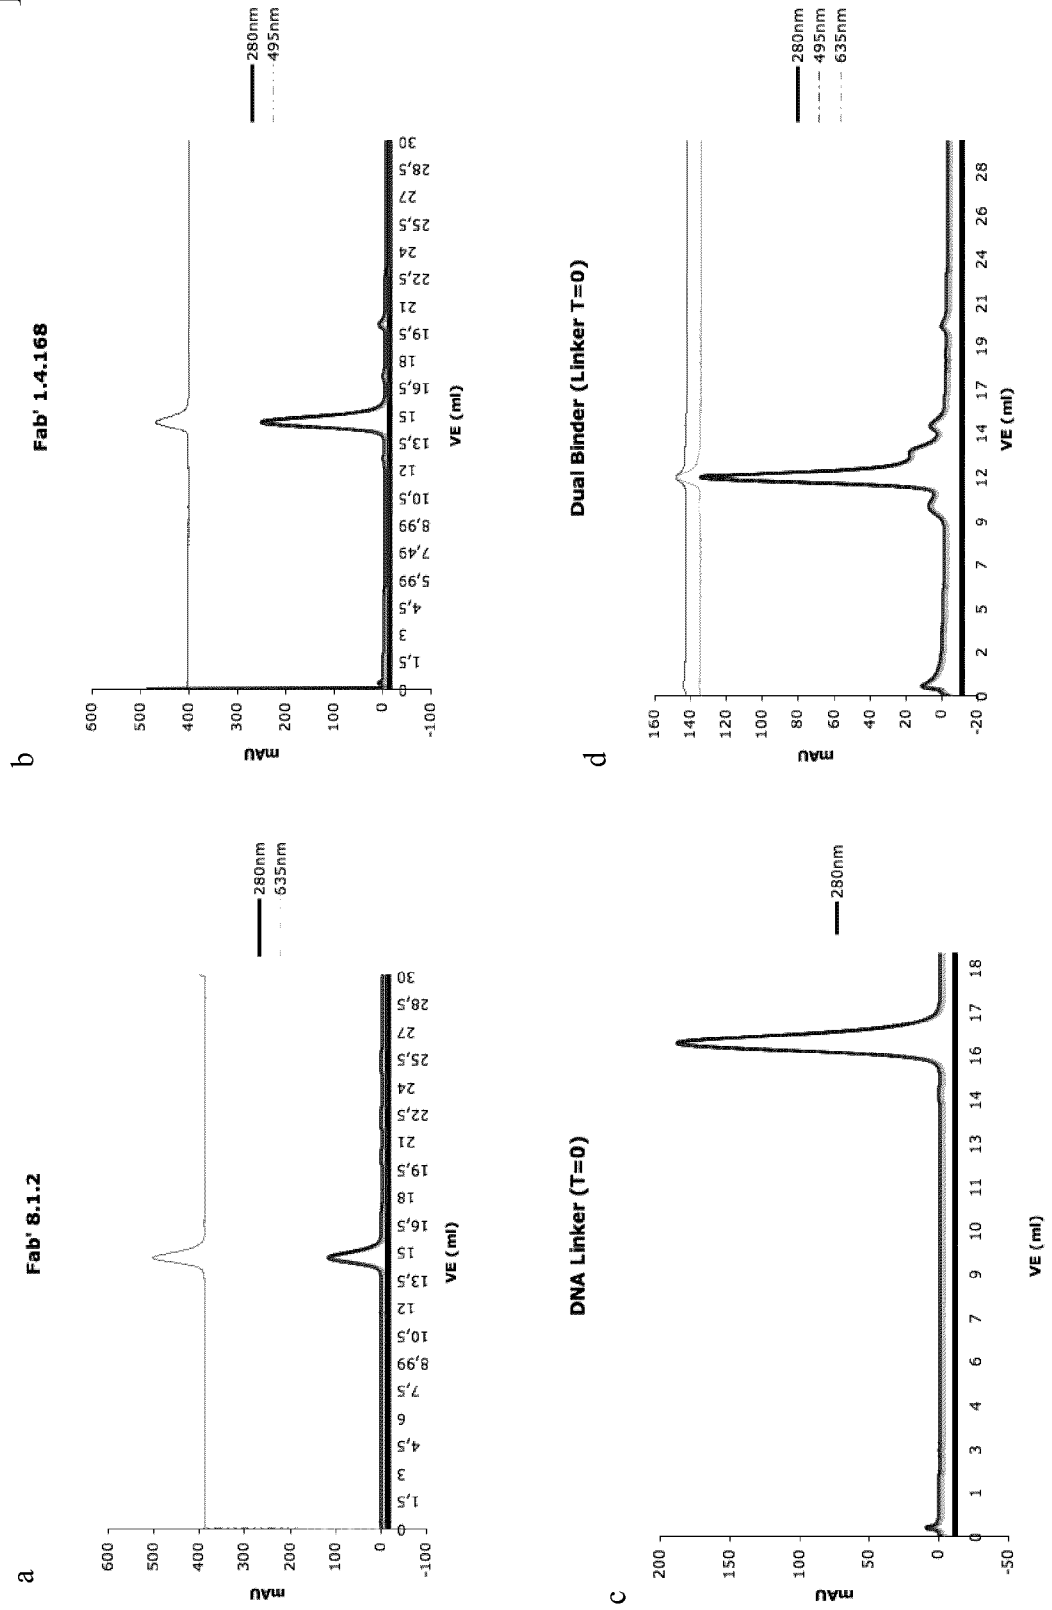 a
Fab' 8.1.2
600
500
400
300
200
100
0
-100
mAU
0 1,5 3 4,5 6 7,5 8,99 10,5 12 13,5 15 16,5 18 19,5 21 22,5 24 25,5 27 28,5 30
VE (ml)
280nm
635nm
b
Fab' 1.4.168
600
500
400
300
200
100
0
-100
mAU
0 1,5 3 4,5 5,99 7,49 8,99 10,5 12 13,5 15 16,5 18 19,5 21 22,5 24 25,5 27 28,5 30
VE (ml)
280nm
495nm
c
DNA Linker (T=0)
200
150
100
50
0
-50
mAU
0 1 3 4 6 7 9 10 11 13 14 16 17 18
VE (ml)
280nm
d
Dual Binder (Linker T=0)
160
140
120
100
80
60
40
20
0
-20
mAU
0 2 5 7 9 12 14 17 19 21 24 26 28
VE (ml)
280nm
495nm
635nm